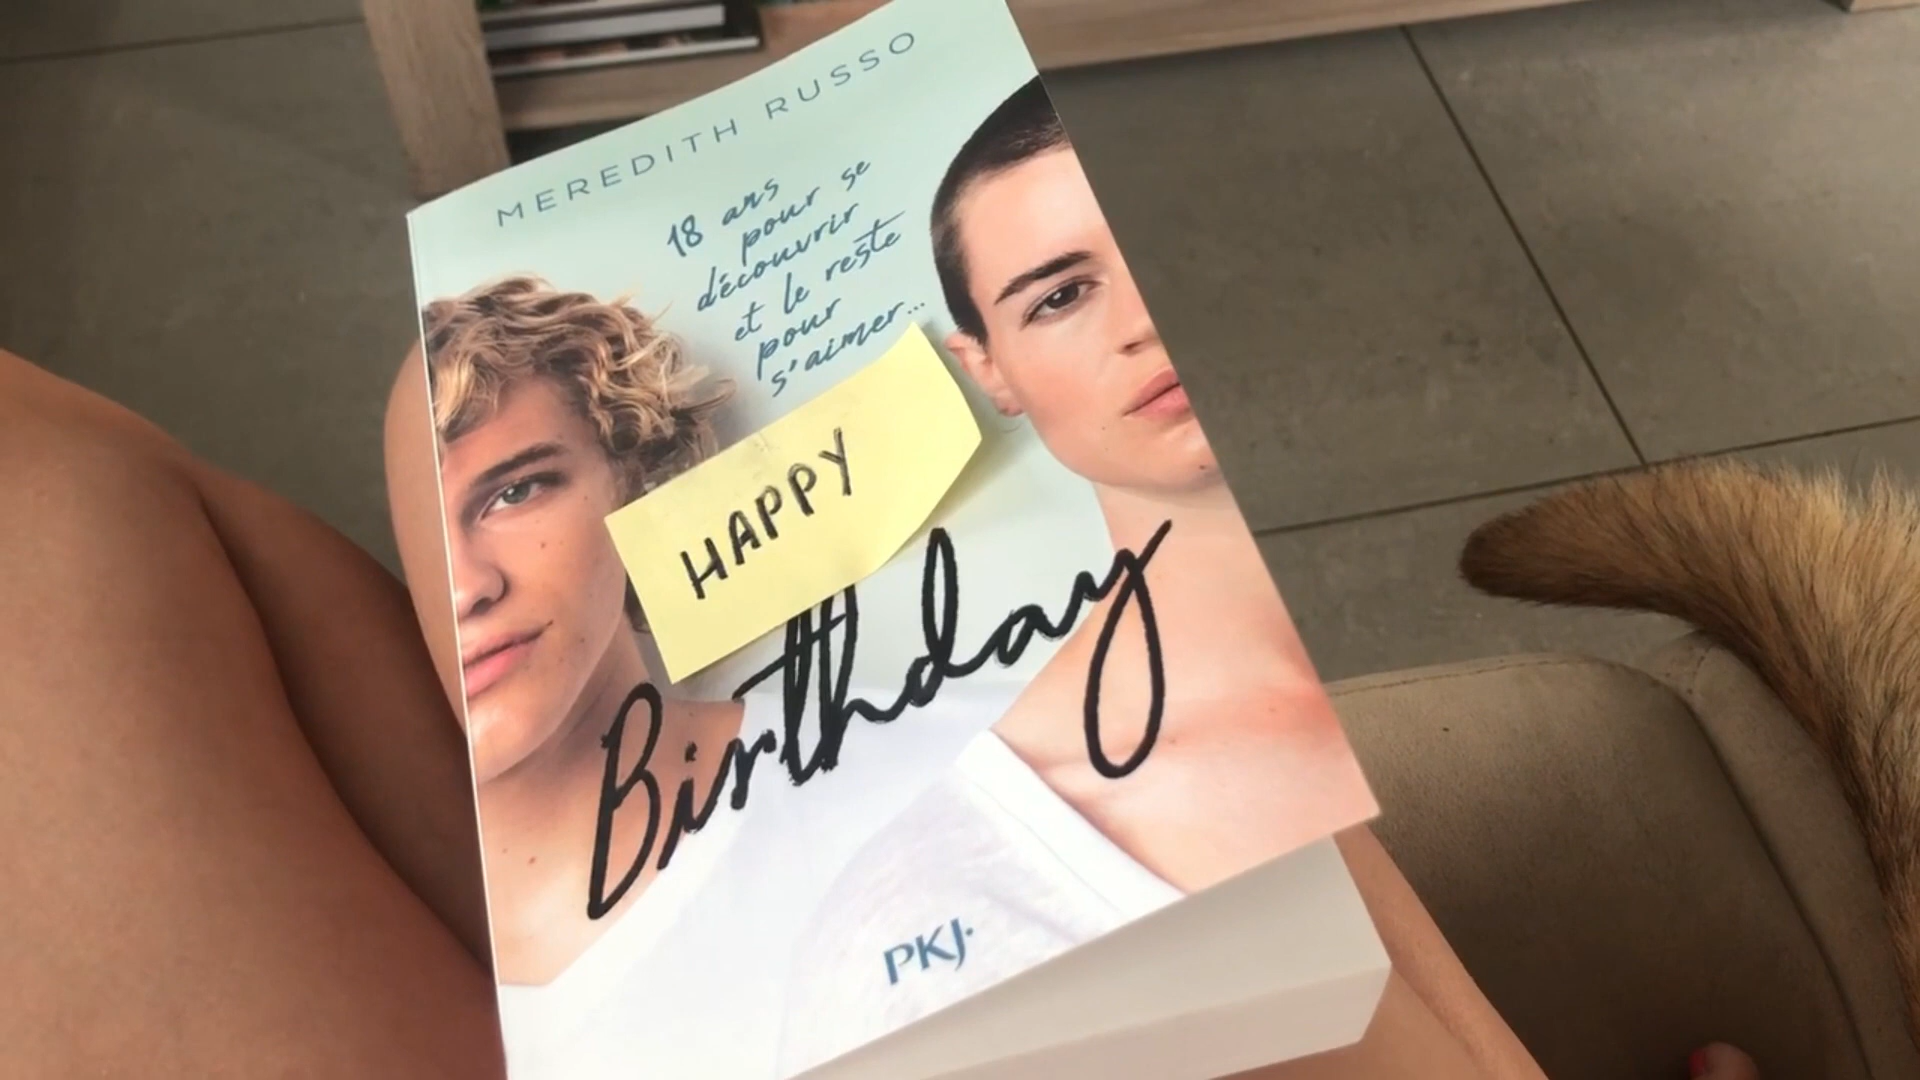 MEREDITH RUSSO
18 ans
pour se
découvrir
et le reste
pour
s'aimer...
HAPPY
Birthday
PKJ.